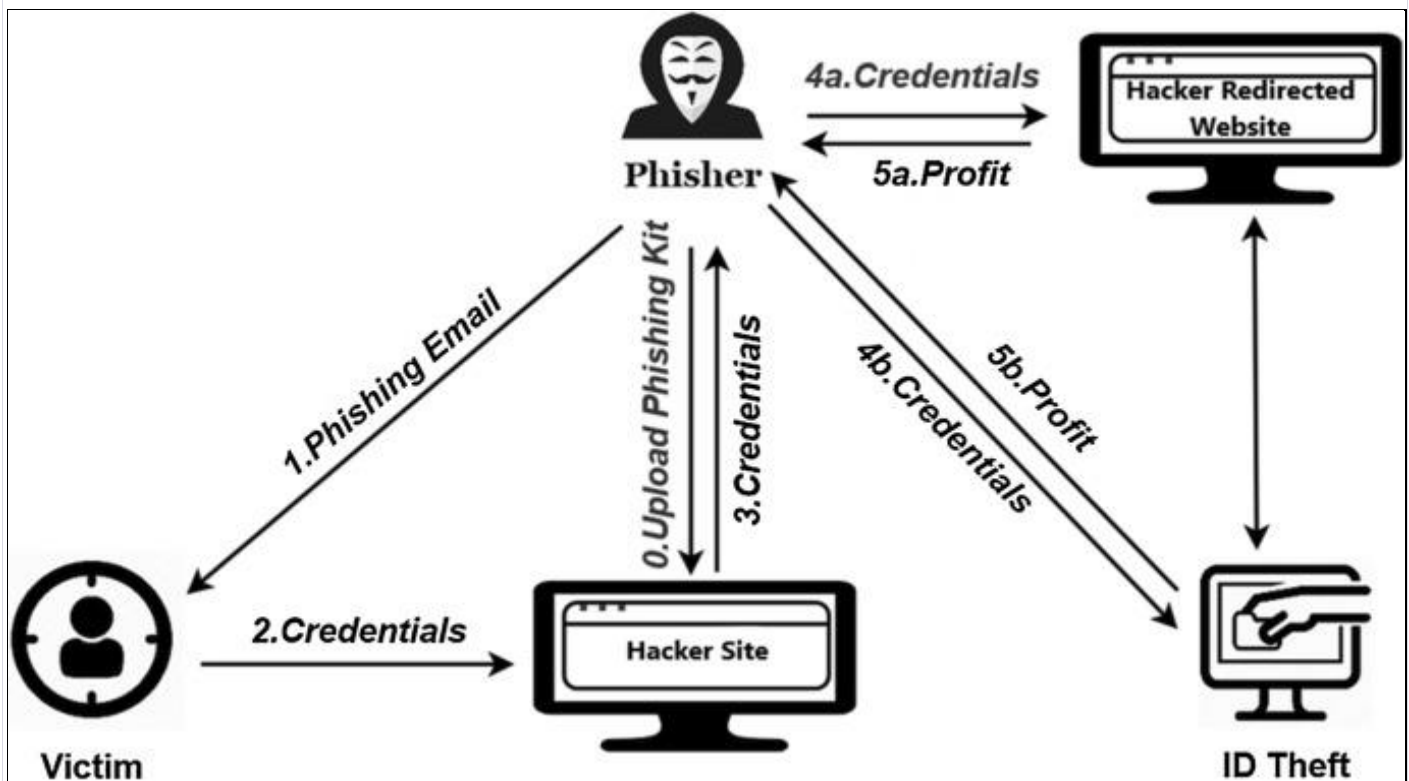 4a.Credentials
Hacker Redirected
Website
5a.Profit
Phisher
0.Upload Phishing Kit
3.Credentials
1.Phishing Email
4b.Credentials
5b.Profit
2.Credentials
Hacker Site
Victim
ID Theft